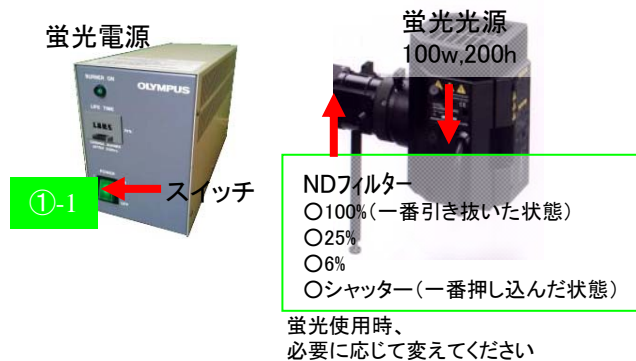 蛍光電源
蛍光光源
100w,200h
BURNER ON
OLYMPUS
LIFE TIME
POWER
OFF
スイッチ
①-1
NDフィルター
○100%(一番引き抜いた状態)
○25%
○6%
○シャッター(一番押し込んだ状態)
蛍光使用時、
必要に応じて変えてください